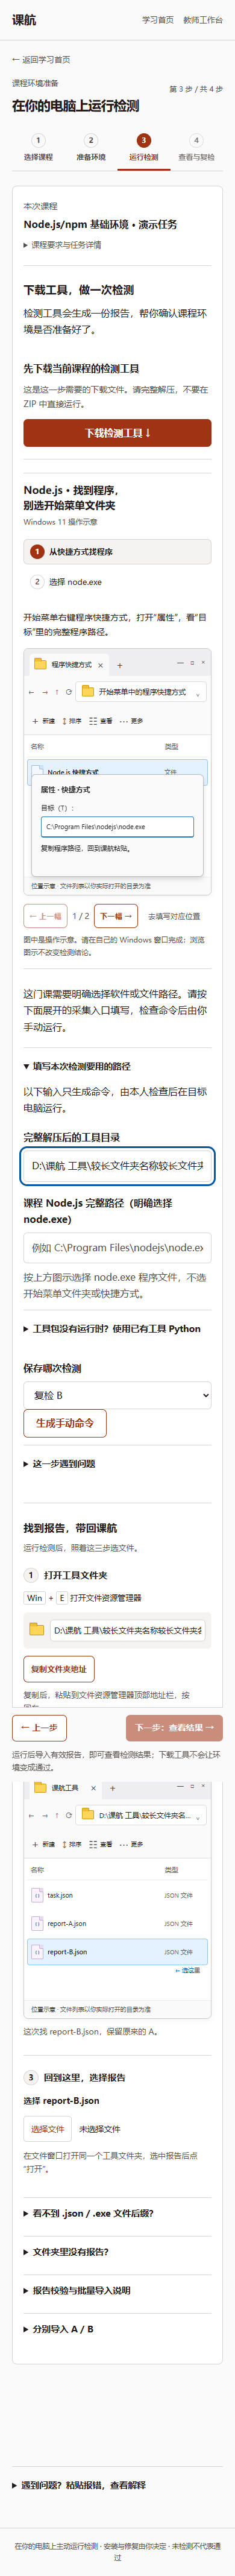 课航
学习首页 教师工作台
← 返回学习首页
课程环境准备
第 3 步 / 共 4 步
在你的电脑上运行检测
1 2 3 4
选择课程 准备环境 运行检测 查看与复检
本次课程
Node.js/npm 基础环境 · 演示任务
▶ 课程要求与任务详情
下载工具，做一次检测
检测工具会生成一份报告，帮你确认课程环
境是否准备好了。
先下载当前课程的检测工具
这是这一步需要的下载文件。请完整解压，不要在
ZIP 中直接运行。
下载检测工具 ↓
Node.js · 找到程序，
别选开始菜单文件夹
Windows 11 操作示意
1 从快捷方式找程序
2 选择 node.exe
开始菜单右键程序快捷方式，打开“属性”，看“目
标”里的完整程序路径。
程序快捷方式 × + — □ ×
← → ↑ ⟳ 开始菜单中的程序快捷方式 ⌄
+ 新建 ↕ 排序 ☷ 查看 ··· 更多
名称 类型
Node.js 快捷方式 文件
属性 · 快捷方式
目标（T）：
C:\Program Files\nodejs\node.exe
复制程序路径，回到课航粘贴。
位置示意 · 文件列表以你实际打开的目录为准
← 上一幅 1 / 2 下一幅 → 去填写对应位置
图中是操作示意。请在自己的 Windows 窗口完成；浏览
图示不改变检测结论。
这门课需要明确选择软件或文件路径。请按
下面展开的采集入口填写，检查命令后由你
手动运行。
▼ 填写本次检测要用的路径
以下输入只生成命令，由本人检查后在目标
电脑运行。
完整解压后的工具目录
D:\课航 工具\较长文件夹名称较长文件夹
课程 Node.js 完整路径（明确选择
node.exe）
例如 C:\Program Files\nodejs\node.ex
按上方图示选择 node.exe 程序文件，不选
开始菜单文件夹或快捷方式。
▶ 工具包没有运行时？使用已有工具 Python
保存哪次检测
复检 B
生成手动命令
▶ 这一步遇到问题
找到报告，带回课航
运行检测后，照着这三步选文件。
1 打开工具文件夹
Win + E 打开文件资源管理器
D:\课航 工具\较长文件夹名称较长文件夹名
复制文件夹地址
复制后，粘贴到文件资源管理器顶部地址栏，按
← 上一步 下一步：查看结果 →
运行后导入有效报告，即可查看检测结果；下载工具不会让环
境变成通过。
课航工具 × + — □ ×
← → ↑ ⟳ D:\课航 工具\较长文件夹名... ⌄
+ 新建 ↕ 排序 ☷ 查看 ··· 更多
名称 类型
task.json JSON 文件
report-A.json JSON 文件
report-B.json JSON 文件
← 选这里
位置示意 · 文件列表以你实际打开的目录为准
这次找 report-B.json，保留原来的 A。
3 回到这里，选择报告
选择 report-B.json
选择文件 未选择文件
在文件窗口打开同一个工具文件夹，选中报告后点
“打开”。
▶ 看不到 .json / .exe 文件后缀？
▶ 文件夹里没有报告？
▶ 报告校验与批量导入说明
▶ 分别导入 A / B
▶ 遇到问题？粘贴报错，查看解释
在你的电脑上主动运行检测 · 安装与修复由你决定 · 未检测不代表通
过